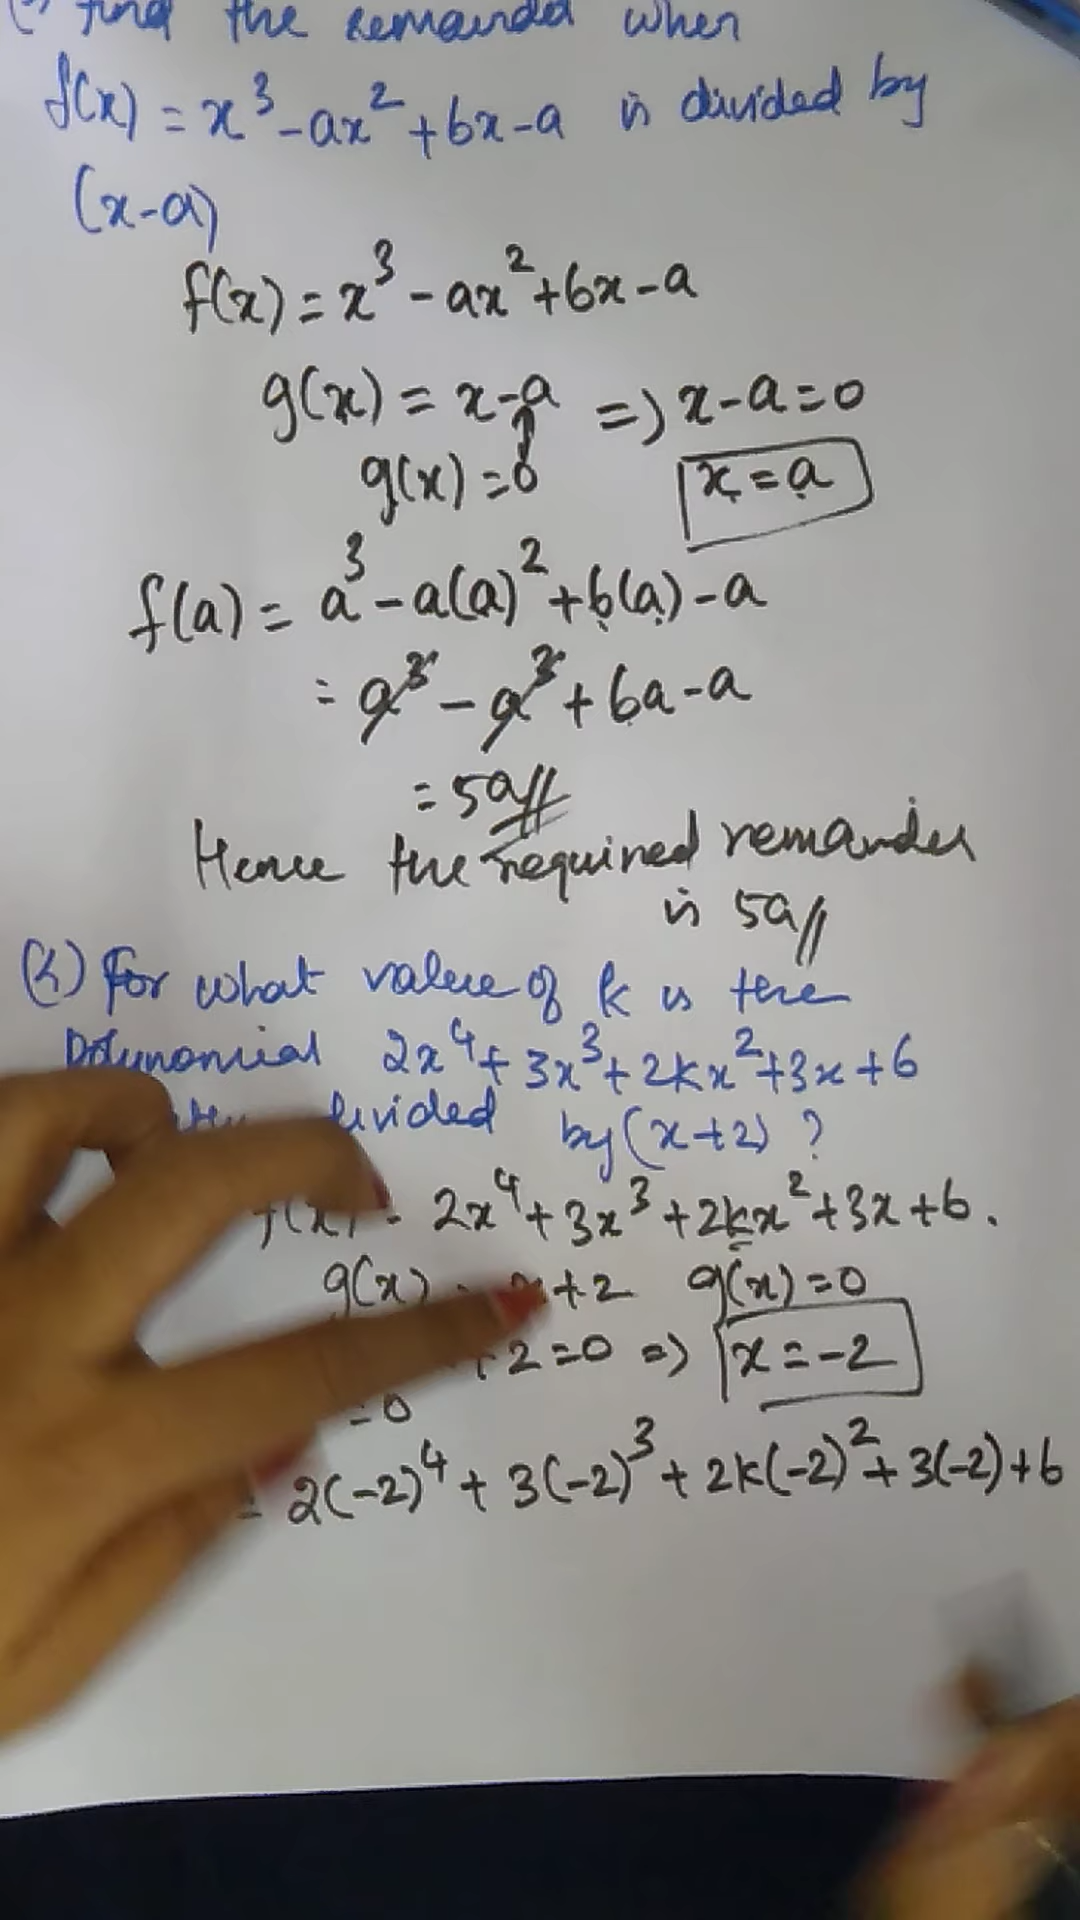 find the remainder when
f(x) = x³ - ax² + 6x - a is divided by
(x-a)
f(x) = x³ - ax² + 6x - a
g(x) = x-a => x-a=0
g(x) = 0 x = a
f(a) = a³ - a(a)² + 6(a) - a
= a³ - a³ + 6a - a
= 5a//
Hence the required remainder
is 5a//
For what value of k is the
Polynomial 2x⁴ + 3x³ + 2kx² + 3x + 6
divided by (x+2) ?
f(x) = 2x⁴ + 3x³ + 2kx² + 3x + 6.
g(x) = x+2 g(x) = 0
+2=0 => x = -2
=0
= 2(-2)⁴ + 3(-2)³ + 2k(-2)² + 3(-2) + 6